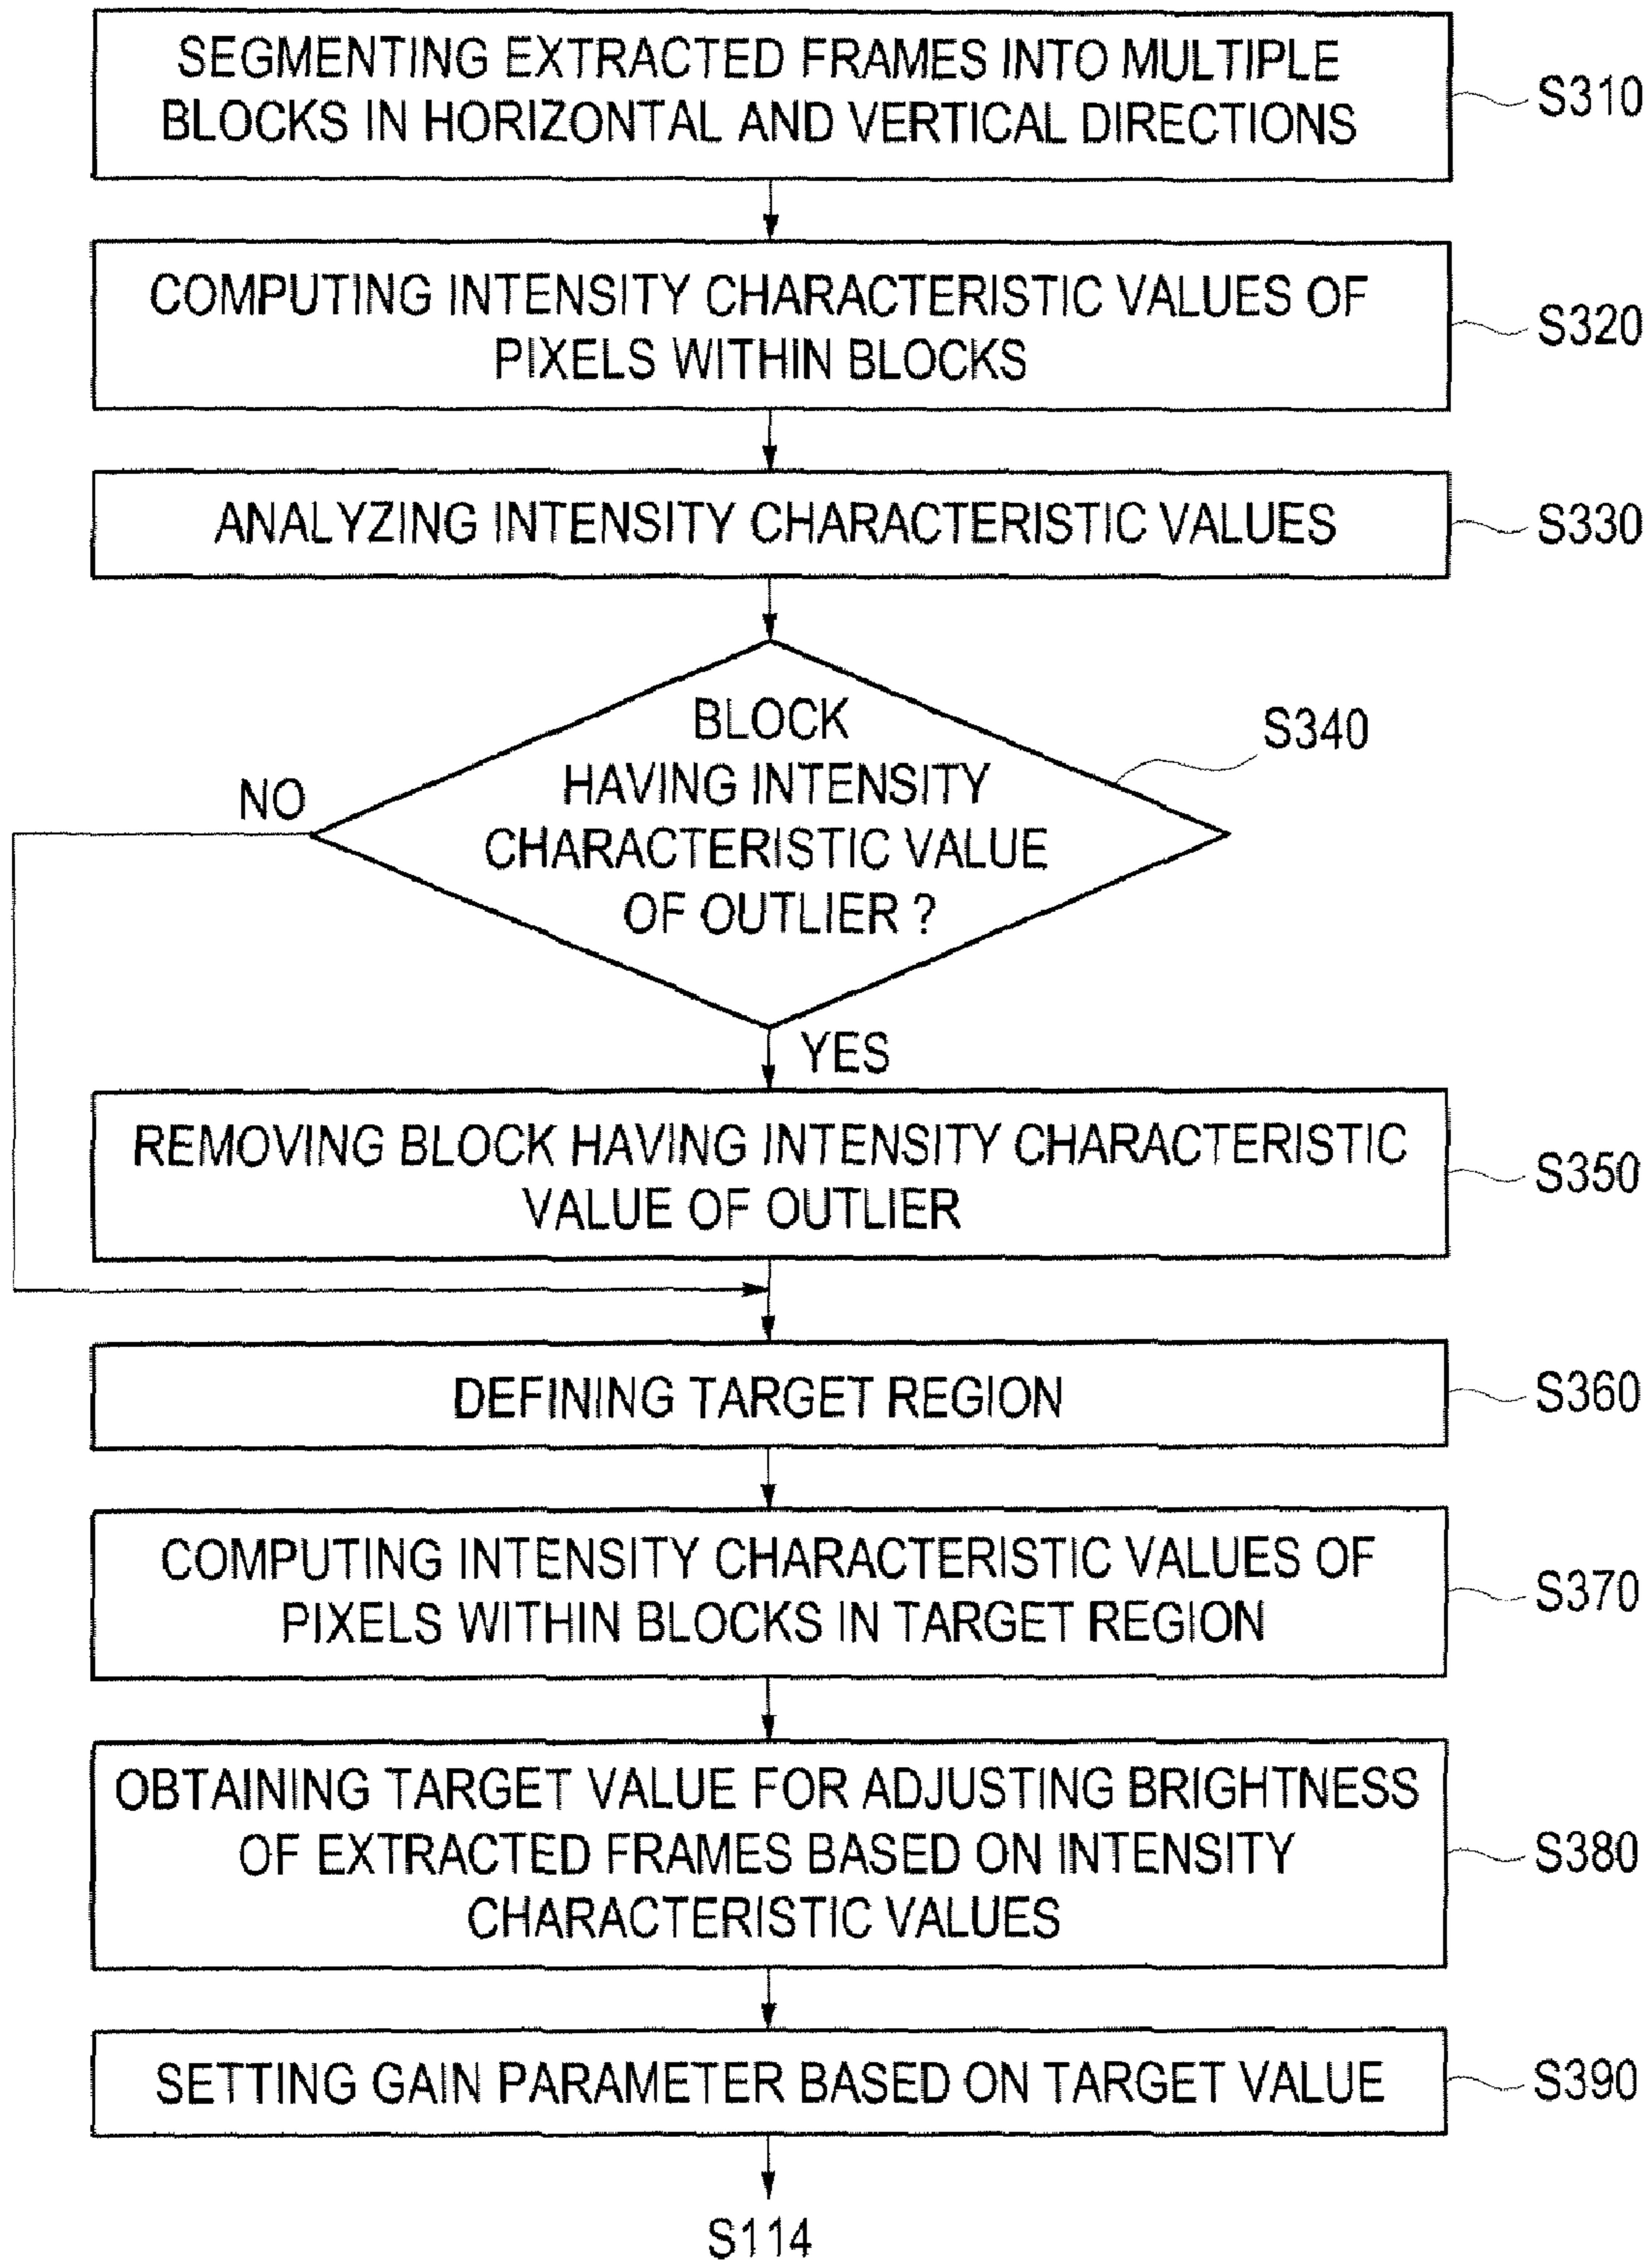 SEGMENTING EXTRACTED FRAMES INTO MULTIPLE
BLOCKS IN HORIZONTAL AND VERTICAL DIRECTIONS
S310
COMPUTING INTENSITY CHARACTERISTIC VALUES OF
PIXELS WITHIN BLOCKS
S320
ANALYZING INTENSITY CHARACTERISTIC VALUES
S330
BLOCK
HAVING INTENSITY
CHARACTERISTIC VALUE
OF OUTLIER ?
S340
NO
YES
REMOVING BLOCK HAVING INTENSITY CHARACTERISTIC
VALUE OF OUTLIER
S350
DEFINING TARGET REGION
S360
COMPUTING INTENSITY CHARACTERISTIC VALUES OF
PIXELS WITHIN BLOCKS IN TARGET REGION
S370
OBTAINING TARGET VALUE FOR ADJUSTING BRIGHTNESS
OF EXTRACTED FRAMES BASED ON INTENSITY
CHARACTERISTIC VALUES
S380
SETTING GAIN PARAMETER BASED ON TARGET VALUE
S390
S114